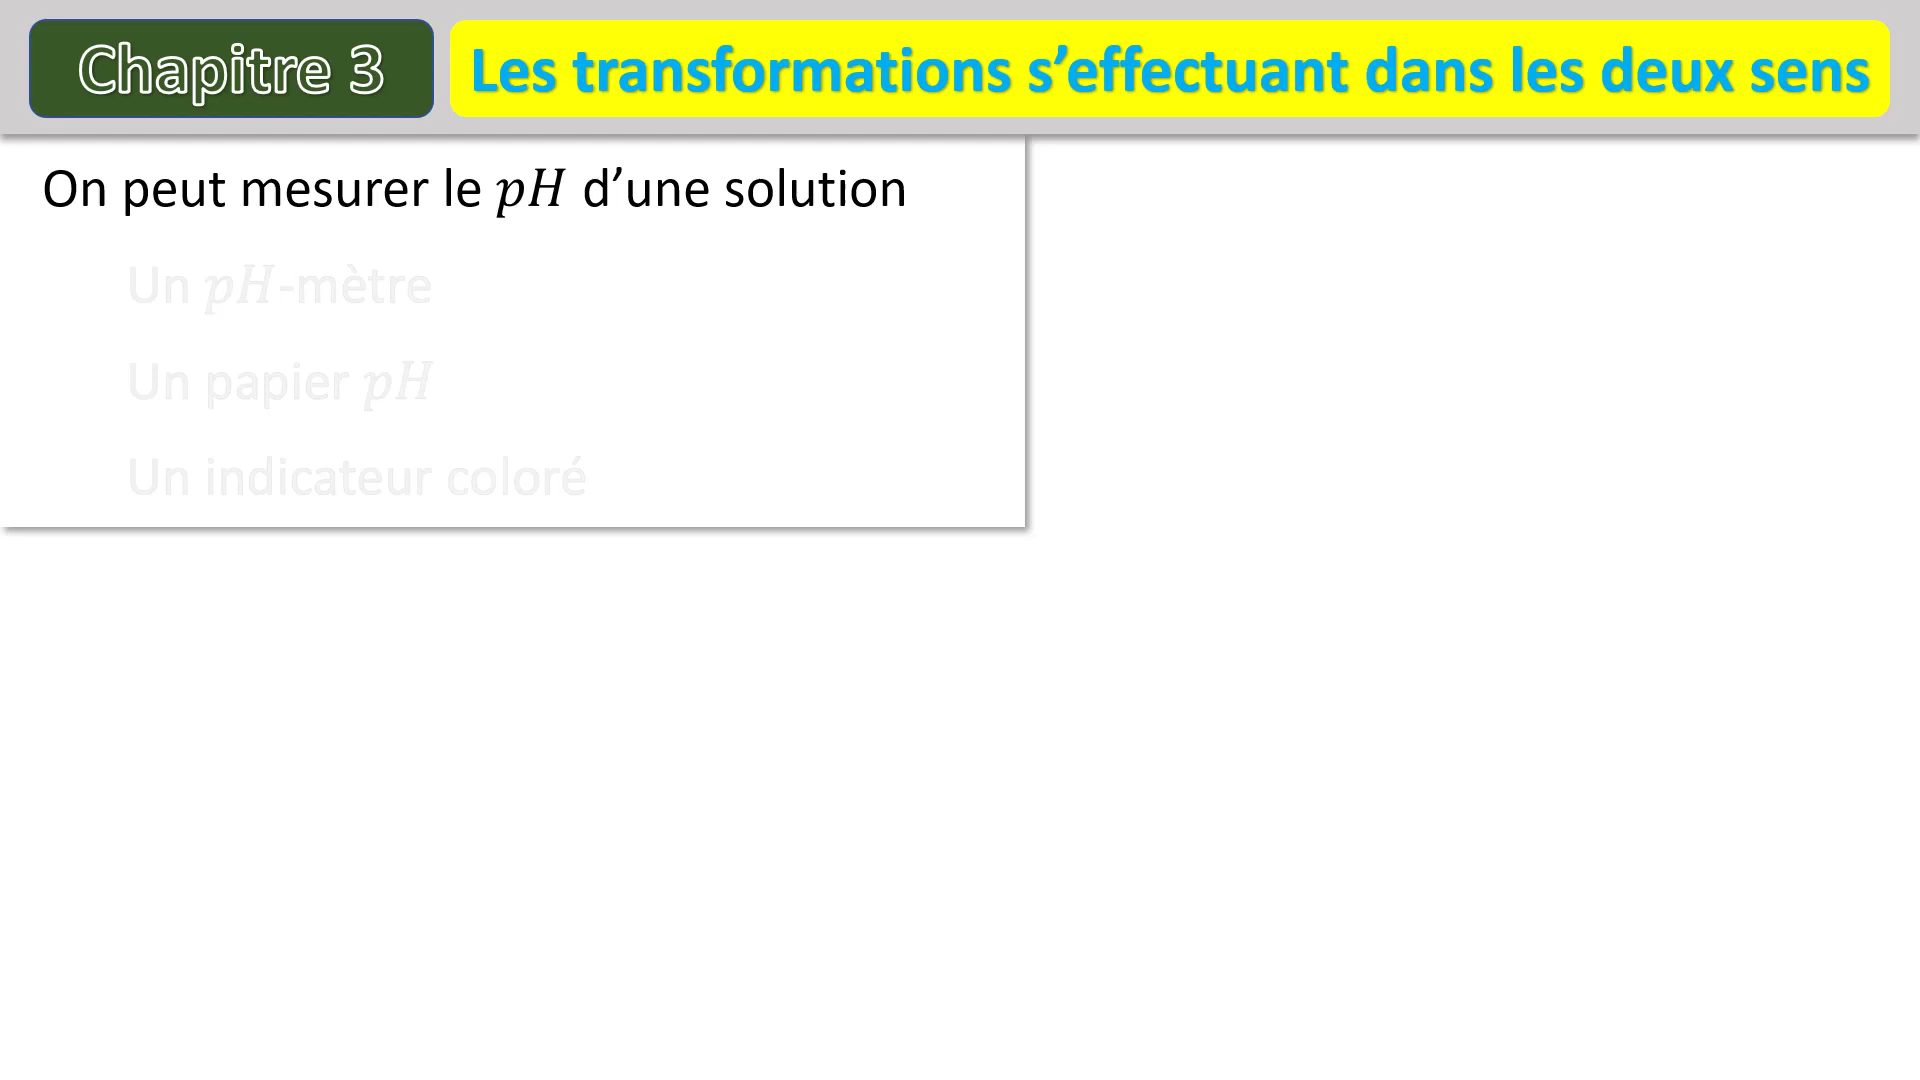 Chapitre 3
Les transformations s’effectuant dans les deux sens
On peut mesurer le pH d’une solution
Un pH-mètre
Un papier pH
Un indicateur coloré